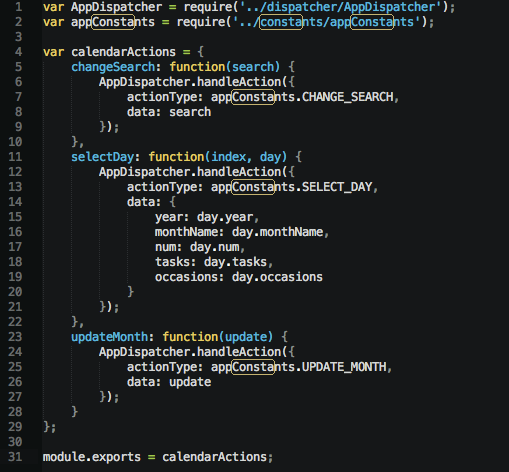 1 var AppDispatcher = require('../dispatcher/AppDispatcher');
2 var appConstants = require('../constants/appConstants');
3
4 var calendarActions = {
5     changeSearch: function(search) {
6         AppDispatcher.handleAction({
7             actionType: appConstants.CHANGE_SEARCH,
8             data: search
9         });
10     },
11     selectDay: function(index, day) {
12         AppDispatcher.handleAction({
13             actionType: appConstants.SELECT_DAY,
14             data: {
15                 year: day.year,
16                 monthName: day.monthName,
17                 num: day.num,
18                 tasks: day.tasks,
19                 occasions: day.occasions
20             }
21         });
22     },
23     updateMonth: function(update) {
24         AppDispatcher.handleAction({
25             actionType: appConstants.UPDATE_MONTH,
26             data: update
27         });
28     }
29 };
30
31 module.exports = calendarActions;